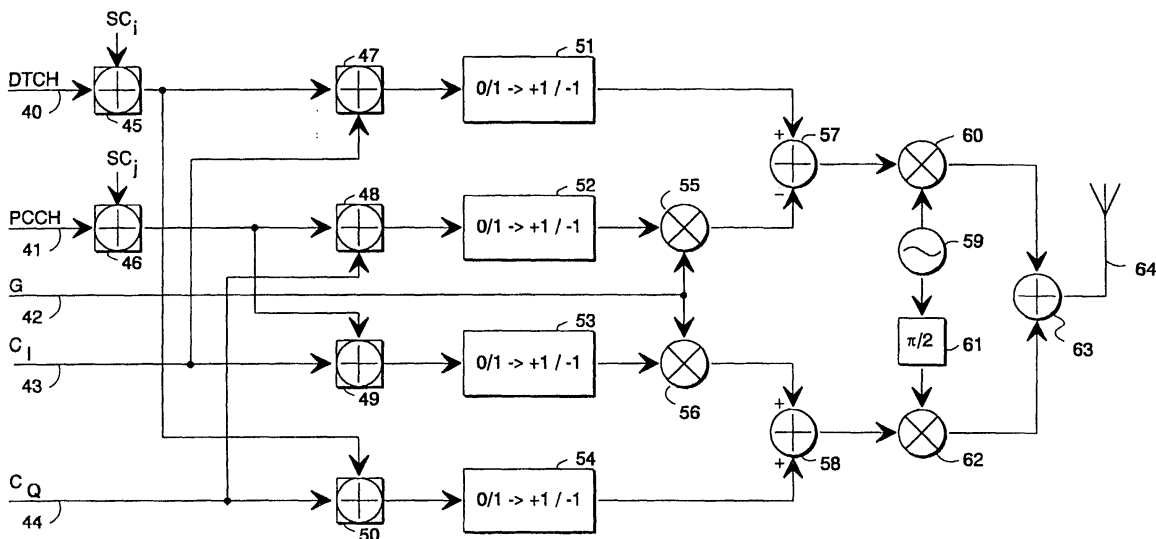 SCi
DTCH
40
45
47
51
0/1 -> +1 / -1
+
57
-
60
SCj
PCCH
41
46
48
52
0/1 -> +1 / -1
55
59
64
G
42
63
CI
43
49
53
0/1 -> +1 / -1
56
π/2
61
+
58
+
62
CQ
44
50
54
0/1 -> +1 / -1